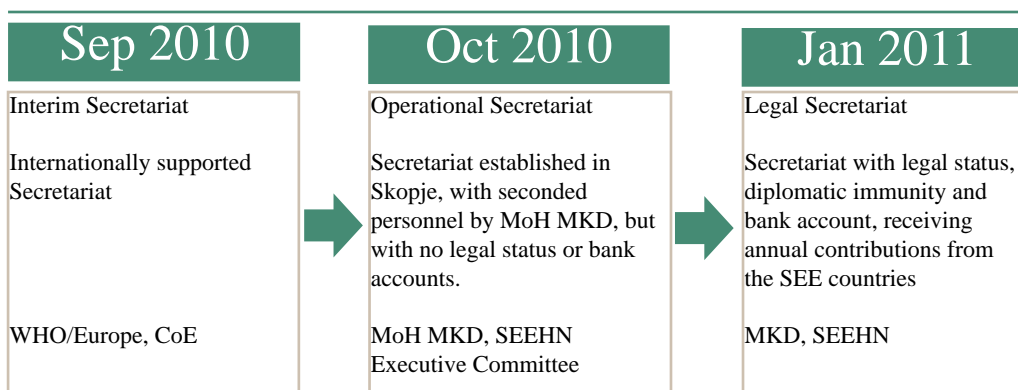 Sep 2010
Interim Secretariat
Internationally supported
Secretariat
WHO/Europe, CoE
Oct 2010
Operational Secretariat
Secretariat established in
Skopje, with seconded
personnel by MoH MKD, but
with no legal status or bank
accounts.
MoH MKD, SEEHN
Executive Committee
Jan 2011
Legal Secretariat
Secretariat with legal status,
diplomatic immunity and
bank account, receiving
annual contributions from
the SEE countries
MKD, SEEHN